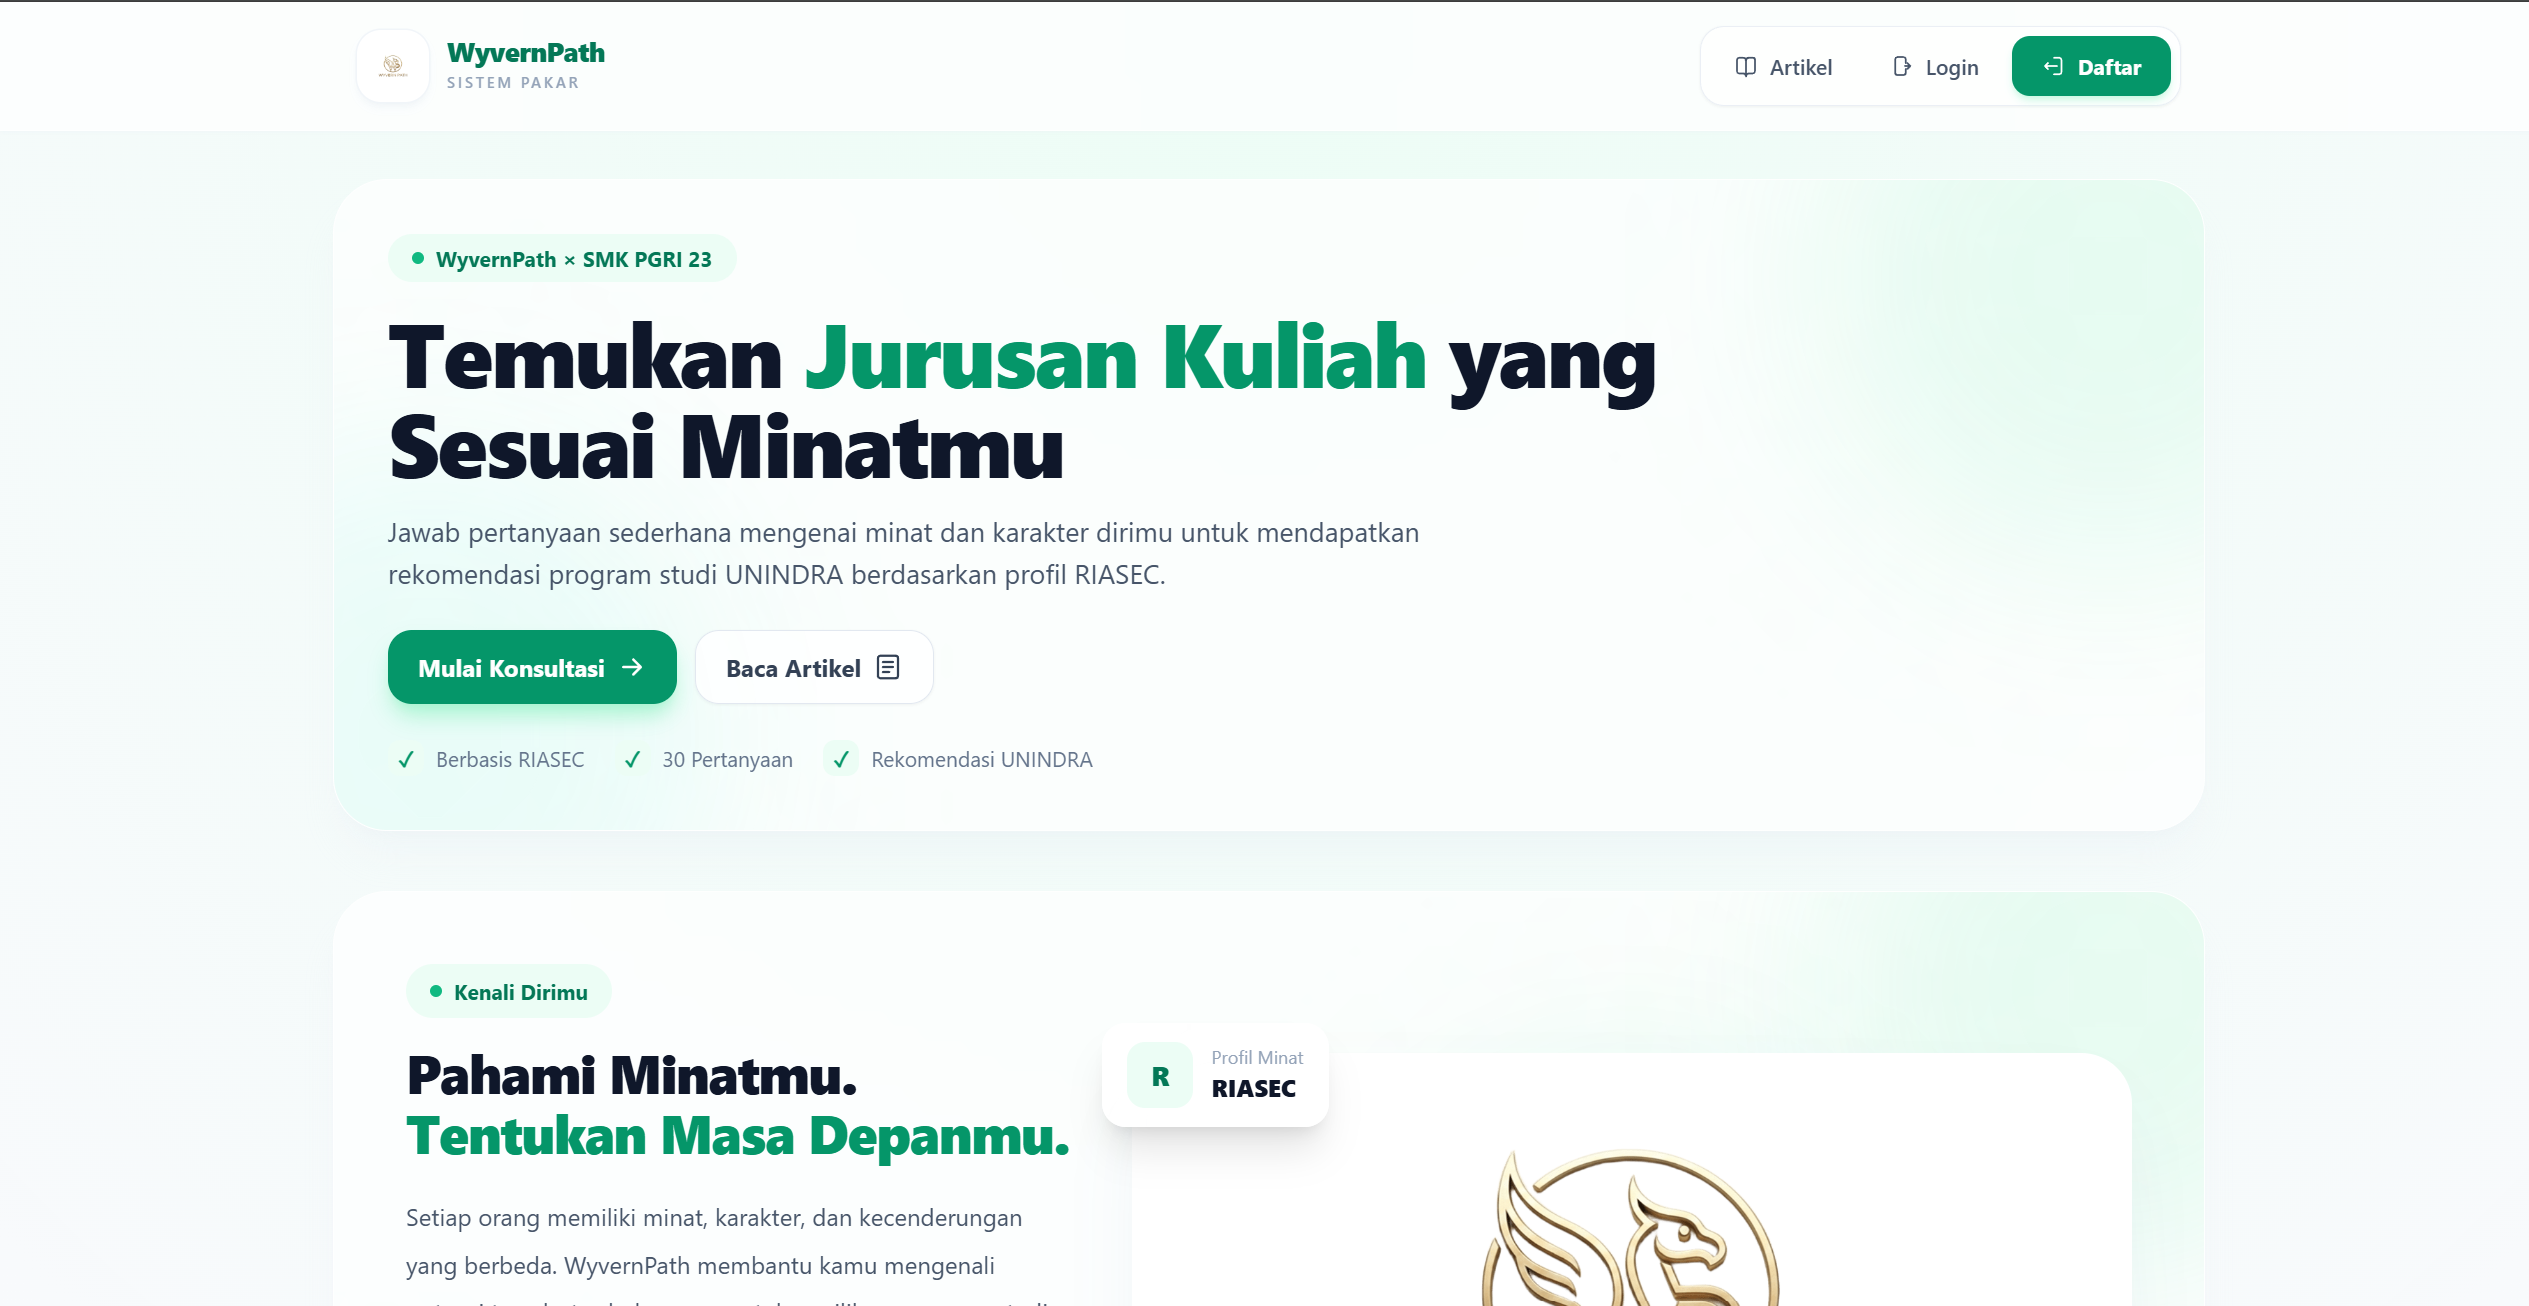 WyvernPath
SISTEM PAKAR
Artikel
Login
Daftar
WyvernPath × SMK PGRI 23
Temukan Jurusan Kuliah yang
Sesuai Minatmu
Jawab pertanyaan sederhana mengenai minat dan karakter dirimu untuk mendapatkan
rekomendasi program studi UNINDRA berdasarkan profil RIASEC.
Mulai Konsultasi
Baca Artikel
Berbasis RIASEC
30 Pertanyaan
Rekomendasi UNINDRA
Kenali Dirimu
Pahami Minatmu.
Tentukan Masa Depanmu.
R
Profil Minat
RIASEC
Setiap orang memiliki minat, karakter, dan kecenderungan
yang berbeda. WyvernPath membantu kamu mengenali